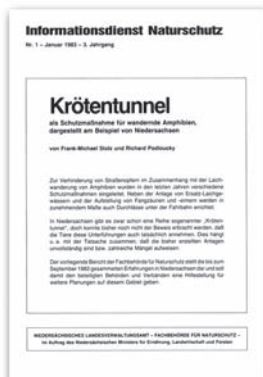 Informationsdienst Naturschutz
Nr. 1 – Januar 1983 – 3. Jahrgang
Krötentunnel
als Schutzmaßnahme für wandernde Amphibien,
dargestellt am Beispiel von Niedersachsen
von Frank-Michael Stolz und Richard Podloucky
Zur Verhinderung von Straßenopfern im Zusammenhang mit der Laich-
wanderung von Amphibien wurden in den letzten Jahren verschiedene
Schutzmaßnahmen eingeleitet. Neben der Anlage von Ersatz-Laichge-
wässern und der Aufstellung von Fangzäunen und -eimern werden in
zunehmendem Maße auch Durchlässe unter der Fahrbahn errichtet.
In Niedersachsen gibt es zwar schon eine Reihe sogenannter „Kröten-
tunnel", doch konnte bisher noch nicht der Beweis erbracht werden, daß
die Tiere diese Unterführungen auch tatsächlich annehmen. Dies hängt
u. a. mit der Tatsache zusammen, daß die bisher erstellten Anlagen
unvollständig sind bzw. zahlreiche Mängel aufweisen.
Der vorliegende Bericht der Fachbehörde für Naturschutz stellt die bis zum
September 1982 gesammelten Erfahrungen in Niedersachsen dar und soll
damit den beteiligten Behörden und Verbänden eine Hilfestellung für
weitere Planungen auf diesem Gebiet geben.
NIEDERSÄCHSISCHES LANDESVERWALTUNGSAMT – FACHBEHÖRDE FÜR NATURSCHUTZ –
im Auftrag des Niedersächsischen Ministers für Ernährung, Landwirtschaft und Forsten